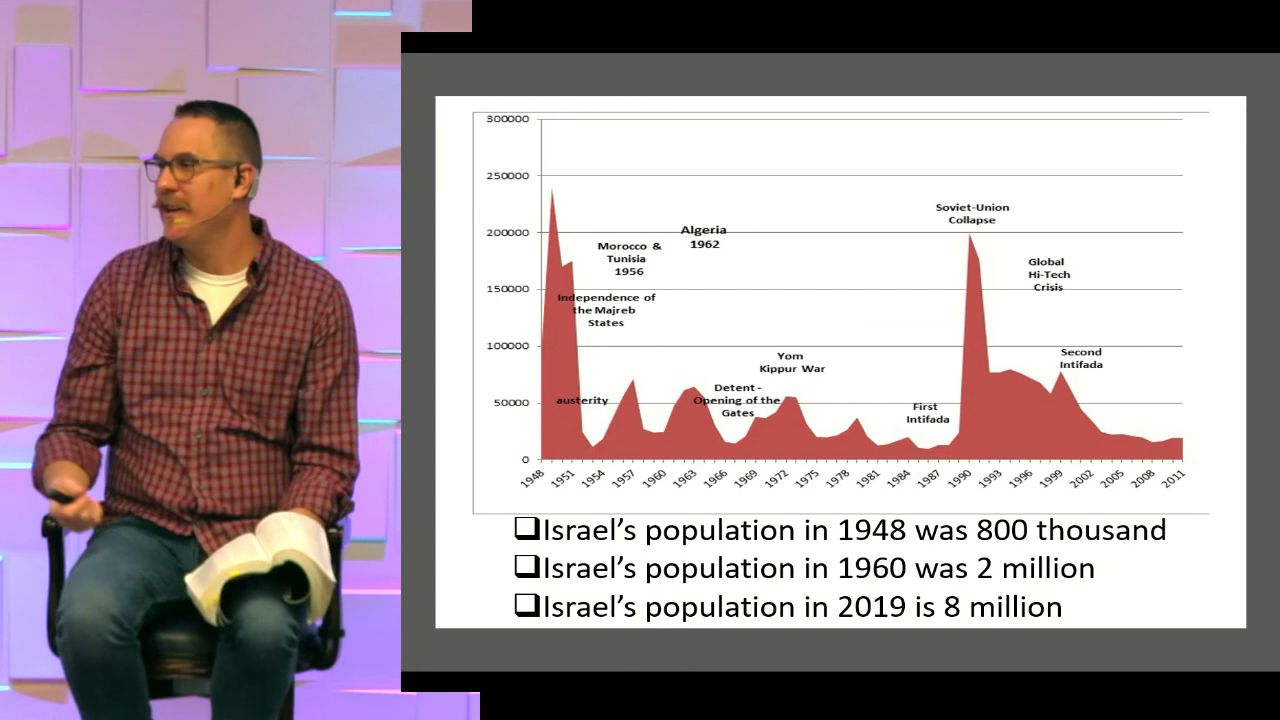 300000
250000
200000
150000
100000
50000
0
Soviet-Union
Collapse
Algeria
1962
Morocco &
Tunisia
1956
Global
Hi-Tech
Crisis
Independence of
the Majreb
States
Yom
Kippur War
Second
Intifada
Detent -
Opening of the
Gates
austerity
First
Intifada
1948 1951 1954 1957 1960 1963 1966 1969 1972 1975 1978 1981 1984 1987 1990 1993 1996 1999 2002 2005 2008 2011
❑Israel’s population in 1948 was 800 thousand
❑Israel’s population in 1960 was 2 million
❑Israel’s population in 2019 is 8 million